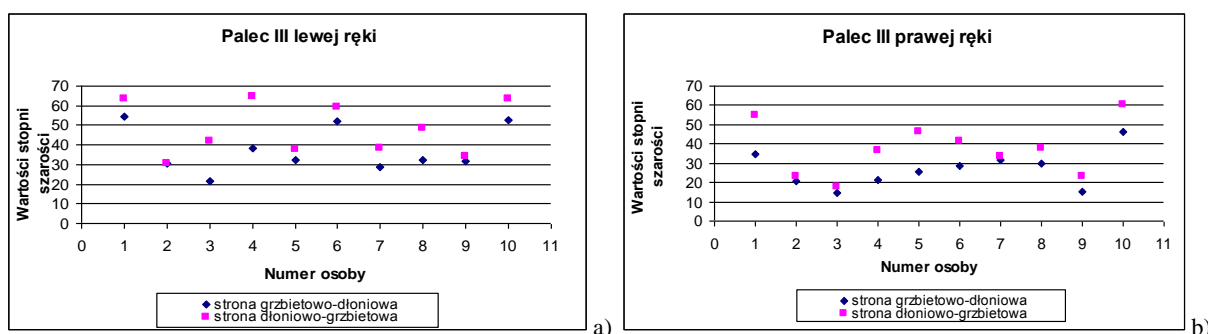 Palec III lewej ręki
Wartości stopni
szarości
70
60
50
40
30
20
10
0
0 1 2 3 4 5 6 7 8 9 10 11
Numer osoby
strona grzbietowo-dłoniowa
strona dłoniowo-grzbietowa
a)
Palec III prawej ręki
Wartości stopni
szarości
70
60
50
40
30
20
10
0
0 1 2 3 4 5 6 7 8 9 10 11
Numer osoby
strona grzbietowo-dłoniowa
strona dłoniowo-grzbietowa
b)